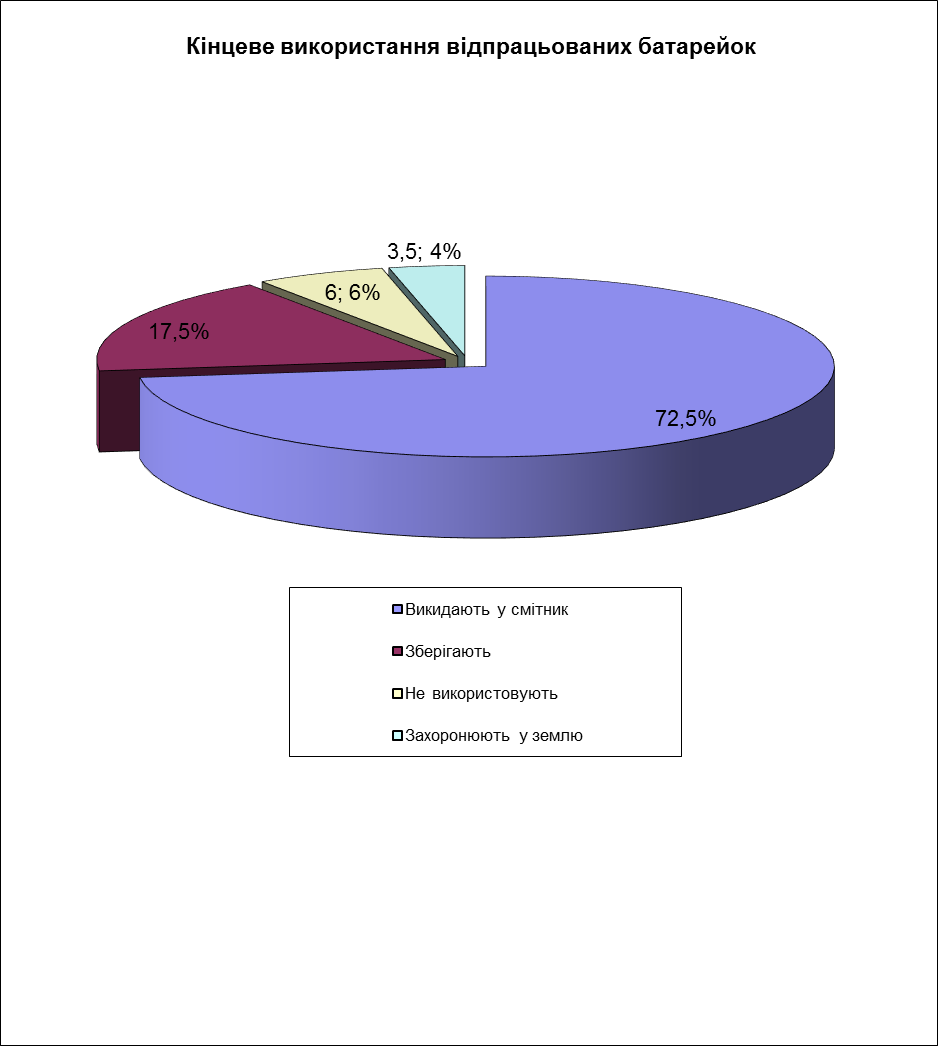 Кінцеве використання відпрацьованих батарейок
3,5; 4%
6; 6%
17,5%
72,5%
Викидають у смітник
Зберігають
Не використовують
Захоронюють у землю